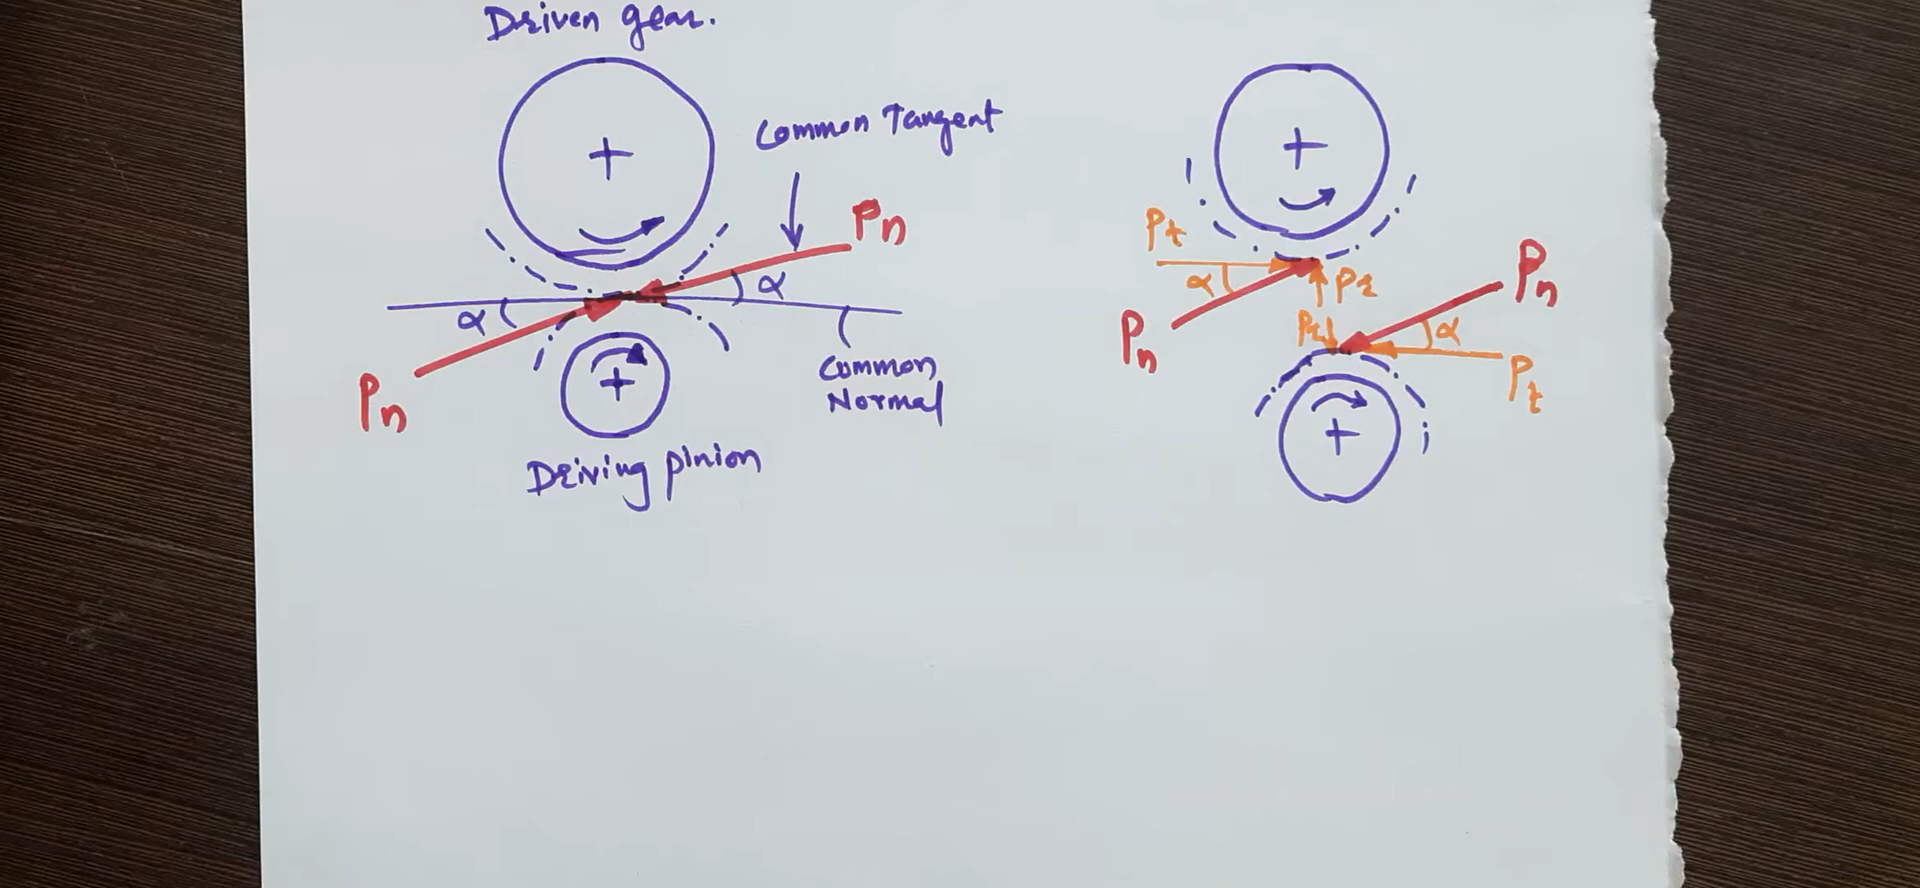 Driven gear.
Common Tangent
Pn
α
α
Pn
Common
Normal
Driving pinion
Pt
α
Pr
Pn
Pn
Pr
α
Pt